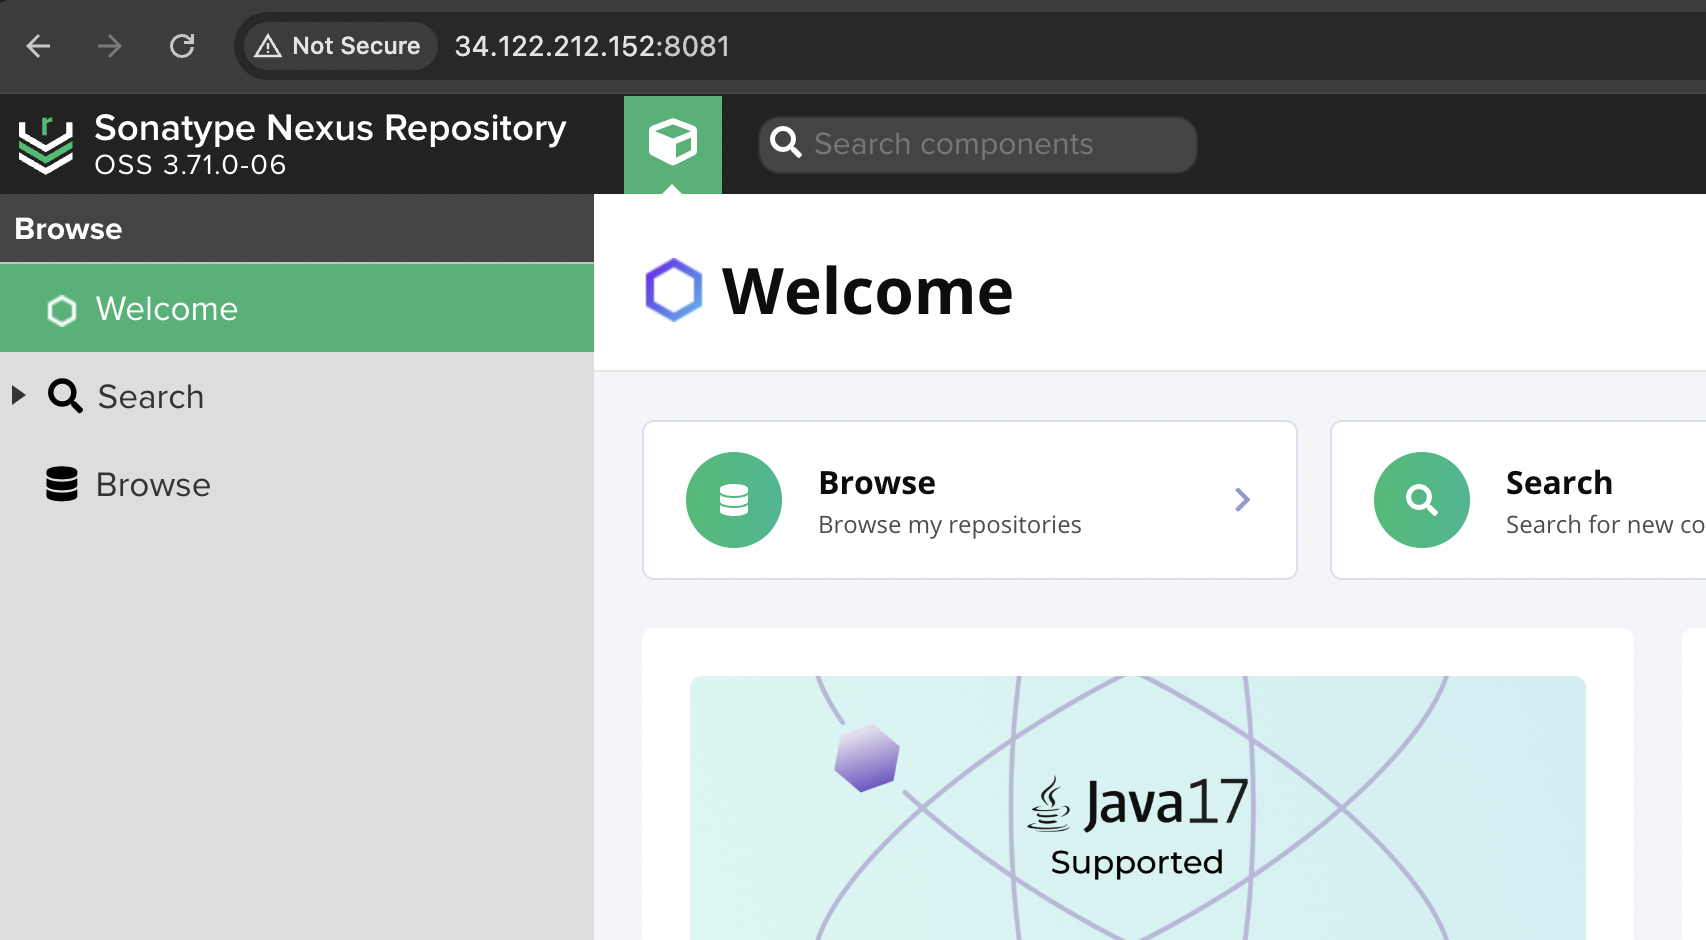 Not Secure 34.122.212.152:8081
Sonatype Nexus Repository
OSS 3.71.0-06
Search components
Browse
Welcome
Search
Browse
Welcome
Browse
Browse my repositories
Search
Search for new co
Java17
Supported